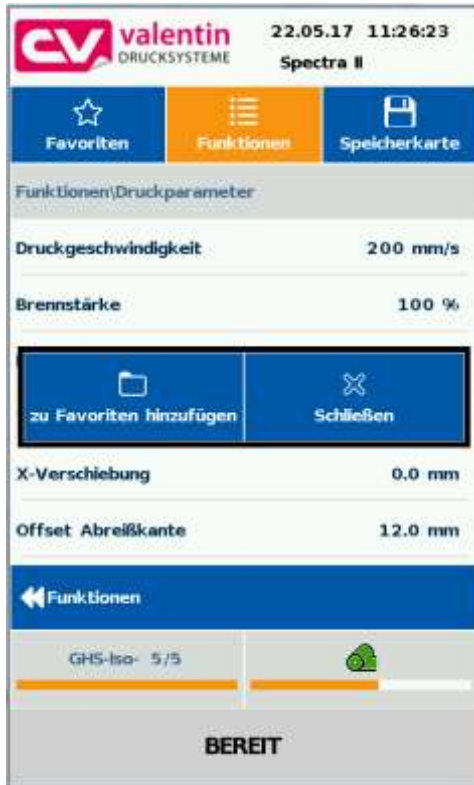 CV valentin
DRUCKSYSTEME
22.05.17 11:26:23
Spectra II
Favoriten
Funktionen
Speicherkarte
Funktionen\Druckparameter
Druckgeschwindigkeit 200 mm/s
Brennstärke 100 %
zu Favoriten hinzufügen
Schließen
X-Verschiebung 0.0 mm
Offset Abreißkante 12.0 mm
Funktionen
GHS-Iso- 5/5
BEREIT